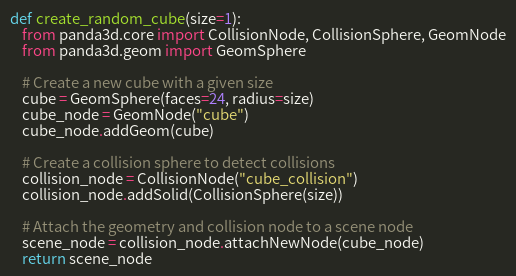 def create_random_cube(size=1):
    from panda3d.core import CollisionNode, CollisionSphere, GeomNode
    from panda3d.geom import GeomSphere

    # Create a new cube with a given size
    cube = GeomSphere(faces=24, radius=size)
    cube_node = GeomNode("cube")
    cube_node.addGeom(cube)

    # Create a collision sphere to detect collisions
    collision_node = CollisionNode("cube_collision")
    collision_node.addSolid(CollisionSphere(size))

    # Attach the geometry and collision node to a scene node
    scene_node = collision_node.attachNewNode(cube_node)
    return scene_node